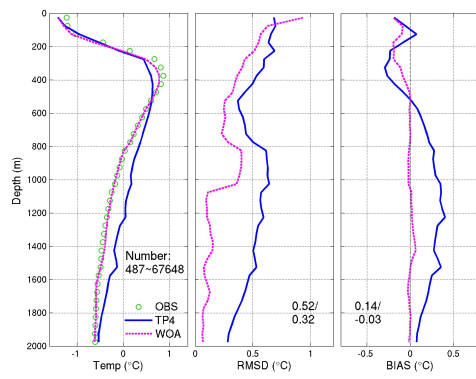 0
200
400
600
800
1000
1200
1400
1600
1800
2000
Depth (m)
Number:
487~67648
OBS
TP4
WOA
-1 0 1
Temp (°C)
0.52/
0.32
0 0.5 1
RMSD (°C)
0.14/
-0.03
-0.5 0 0.5
BIAS (°C)